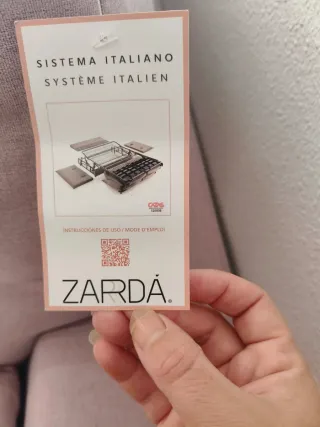 SISTEMA ITALIANO
SYSTÈME ITALIEN
INSTRUCCIONES DE USO / MODE D'EMPLOI
ZARDÁ®